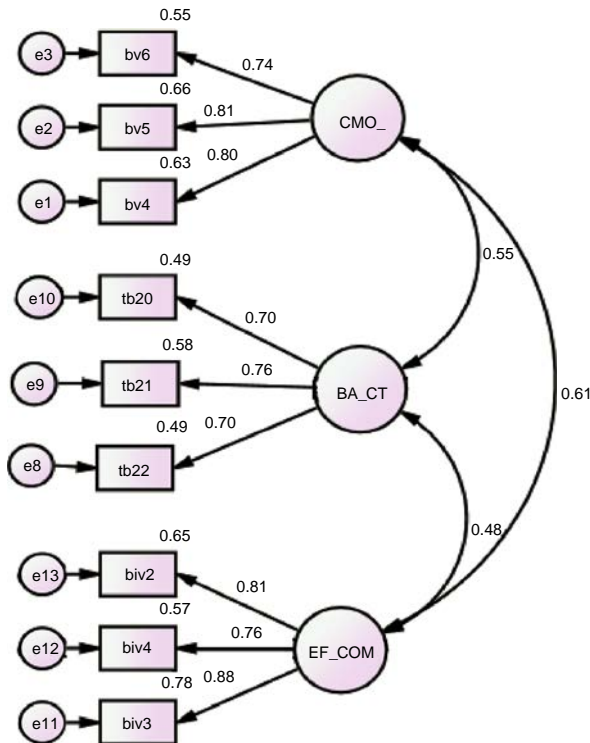 0.55
e3 bv6 0.74
0.66
e2 bv5 0.81 CMO_
0.63 0.80
e1 bv4
0.55
0.49
e10 tb20 0.70
0.58
e9 tb21 0.76 BA_CT
0.61
0.49 0.70
e8 tb22
0.48
0.65
e13 biv2 0.81
0.57
e12 biv4 0.76 EF_COM
0.78 0.88
e11 biv3